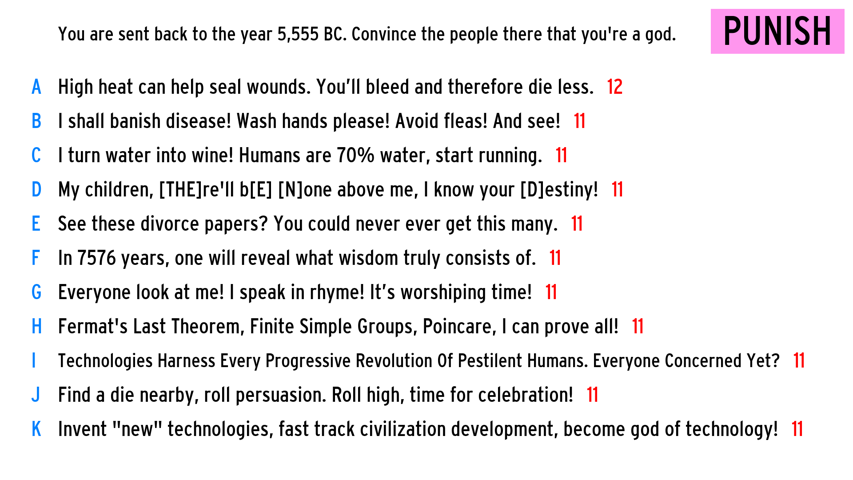 You are sent back to the year 5,555 BC. Convince the people there that you're a god.
PUNISH
A High heat can help seal wounds. You’ll bleed and therefore die less. 12
B I shall banish disease! Wash hands please! Avoid fleas! And see! 11
C I turn water into wine! Humans are 70% water, start running. 11
D My children, [THE]re'll b[E] [N]one above me, I know your [D]estiny! 11
E See these divorce papers? You could never ever get this many. 11
F In 7576 years, one will reveal what wisdom truly consists of. 11
G Everyone look at me! I speak in rhyme! It’s worshiping time! 11
H Fermat's Last Theorem, Finite Simple Groups, Poincare, I can prove all! 11
I Technologies Harness Every Progressive Revolution Of Pestilent Humans. Everyone Concerned Yet? 11
J Find a die nearby, roll persuasion. Roll high, time for celebration! 11
K Invent "new" technologies, fast track civilization development, become god of technology! 11